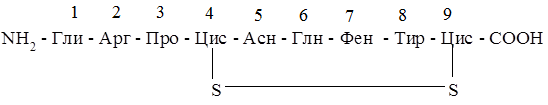 1 2 3 4 5 6 7 8 9
NH2 - Гли - Арг - Про - Цис - Асн - Глн - Фен - Тир - Цис - COOH
S S